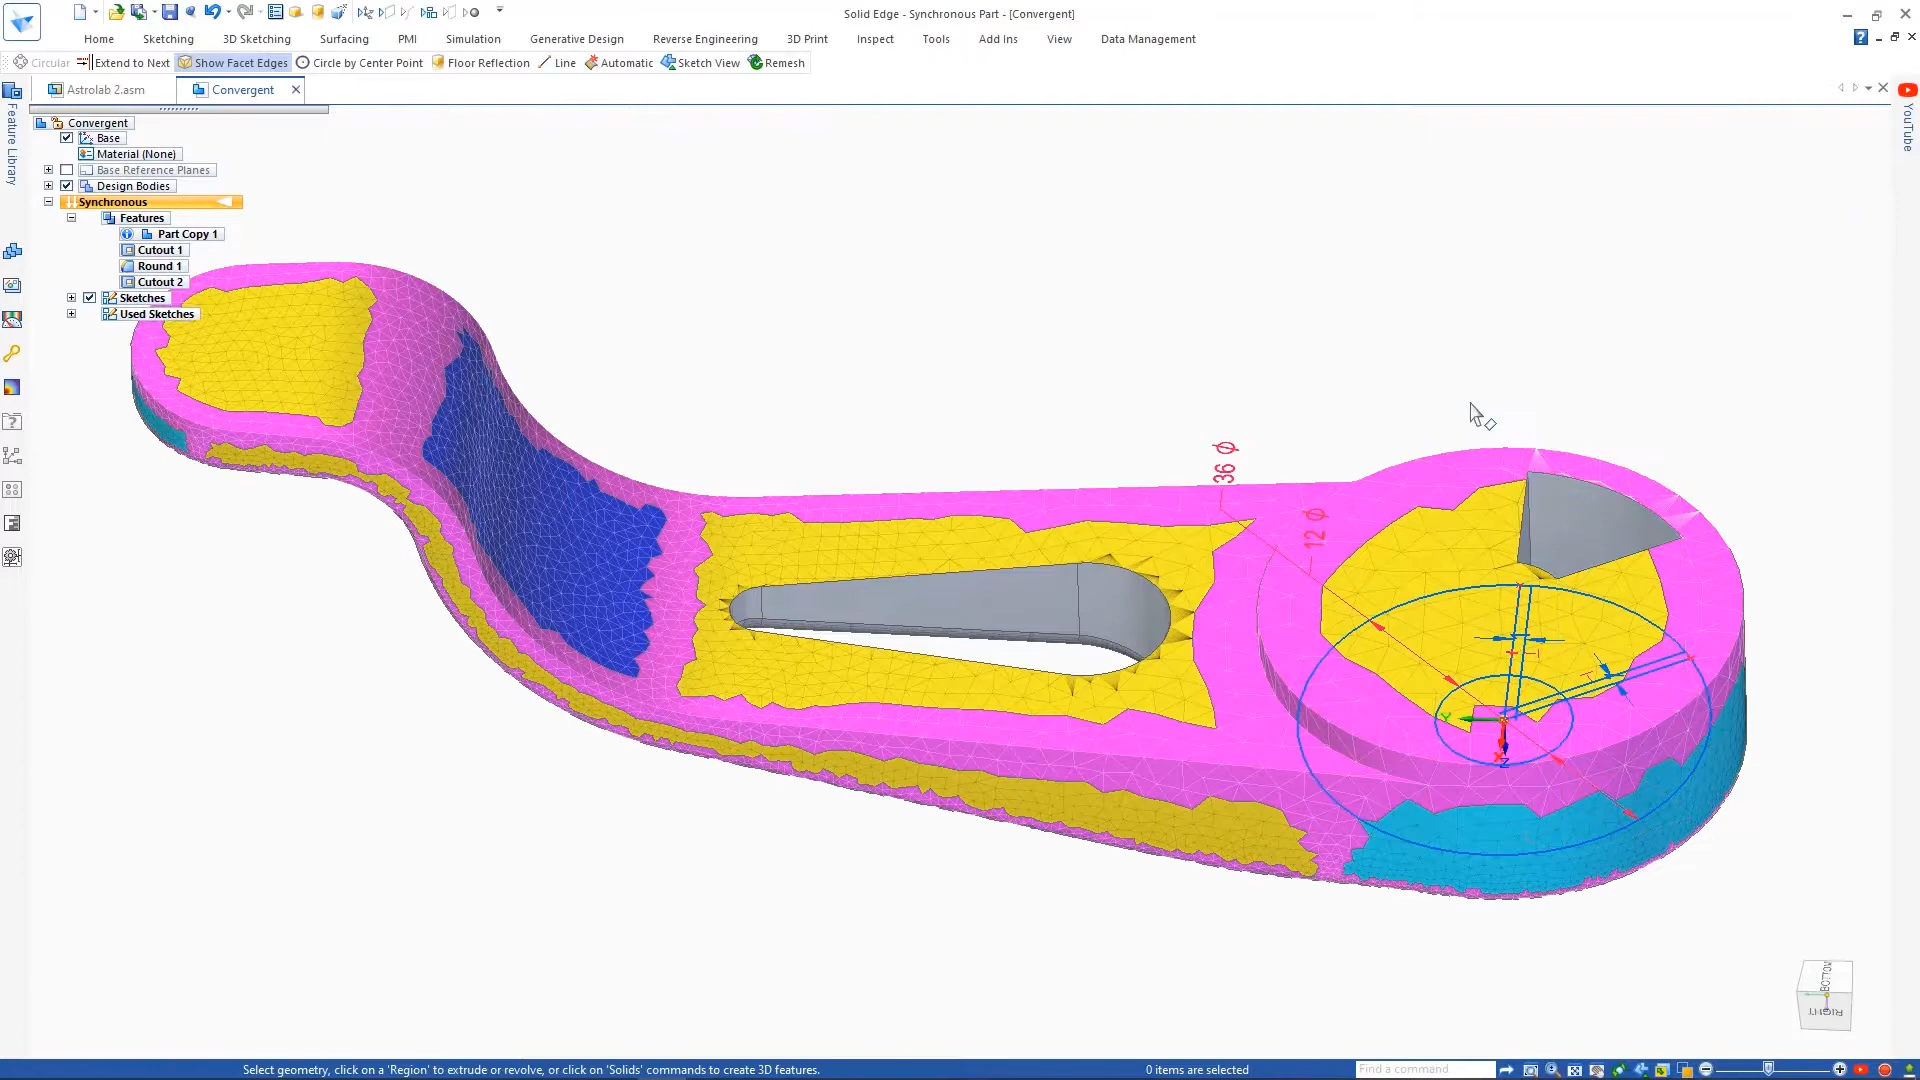 Solid Edge - Synchronous Part - [Convergent]
Home Sketching 3D Sketching Surfacing PMI Simulation Generative Design Reverse Engineering 3D Print Inspect Tools Add Ins View Data Management
Circular Extend to Next Show Facet Edges Circle by Center Point Floor Reflection Line Automatic Sketch View Remesh
Astrolab 2.asm Convergent
Feature Library
YouTube
Convergent
Base
Material (None)
Base Reference Planes
Design Bodies
Synchronous
Features
Part Copy 1
Cutout 1
Round 1
Cutout 2
Sketches
Used Sketches
36 Ø
12 Ø
Y
X
Z
BOTTOM
RIGHT
Select geometry, click on a 'Region' to extrude or revolve, or click on 'Solids' commands to create 3D features.
0 items are selected
Find a command